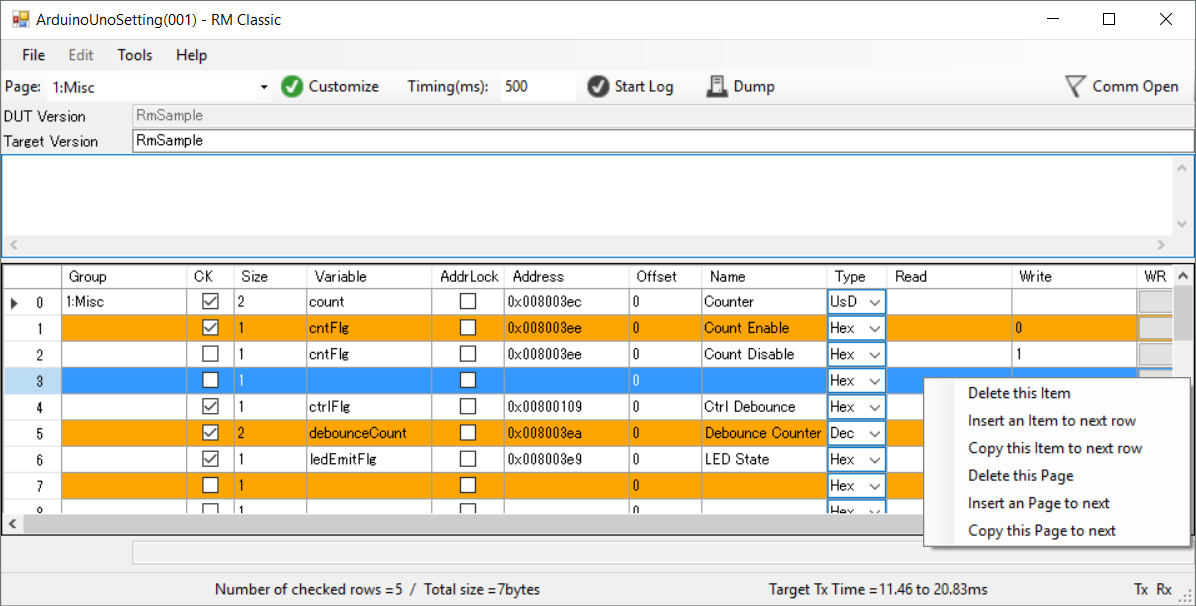 ArduinoUnoSetting(001) - RM Classic
File Edit Tools Help
Page: 1:Misc Customize Timing(ms): 500 Start Log Dump Comm Open
DUT Version RmSample
Target Version RmSample
Group CK Size Variable AddrLock Address Offset Name Type Read Write WR
0 1:Misc 2 count 0x008003ec 0 Counter UsD
1 1 cntFlg 0x008003ee 0 Count Enable Hex 0
2 1 cntFlg 0x008003ee 0 Count Disable Hex 1
3 1 0 Hex
4 1 ctrlFlg 0x00800109 0 Ctrl Debounce Hex
5 2 debounceCount 0x008003ea 0 Debounce Counter Dec
6 1 ledEmitFlg 0x008003e9 0 LED State Hex
7 1 0 Hex
8 1 0 Hex
Delete this Item
Insert an Item to next row
Copy this Item to next row
Delete this Page
Insert an Page to next
Copy this Page to next
Number of checked rows =5 / Total size =7bytes Target Tx Time =11.46 to 20.83ms Tx Rx